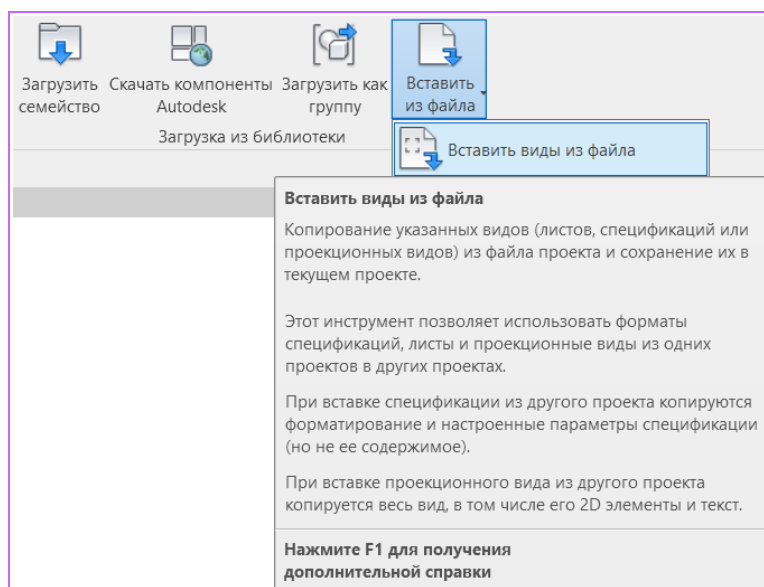 Загрузить Скачать компоненты Загрузить как Вставить
семейство Autodesk группу из файла
Загрузка из библиотеки
Вставить виды из файла
Вставить виды из файла
Копирование указанных видов (листов, спецификаций или
проекционных видов) из файла проекта и сохранение их в
текущем проекте.
Этот инструмент позволяет использовать форматы
спецификаций, листы и проекционные виды из одних
проектов в других проектах.
При вставке спецификации из другого проекта копируются
форматирование и настроенные параметры спецификации
(но не ее содержимое).
При вставке проекционного вида из другого проекта
копируется весь вид, в том числе его 2D элементы и текст.
Нажмите F1 для получения
дополнительной справки